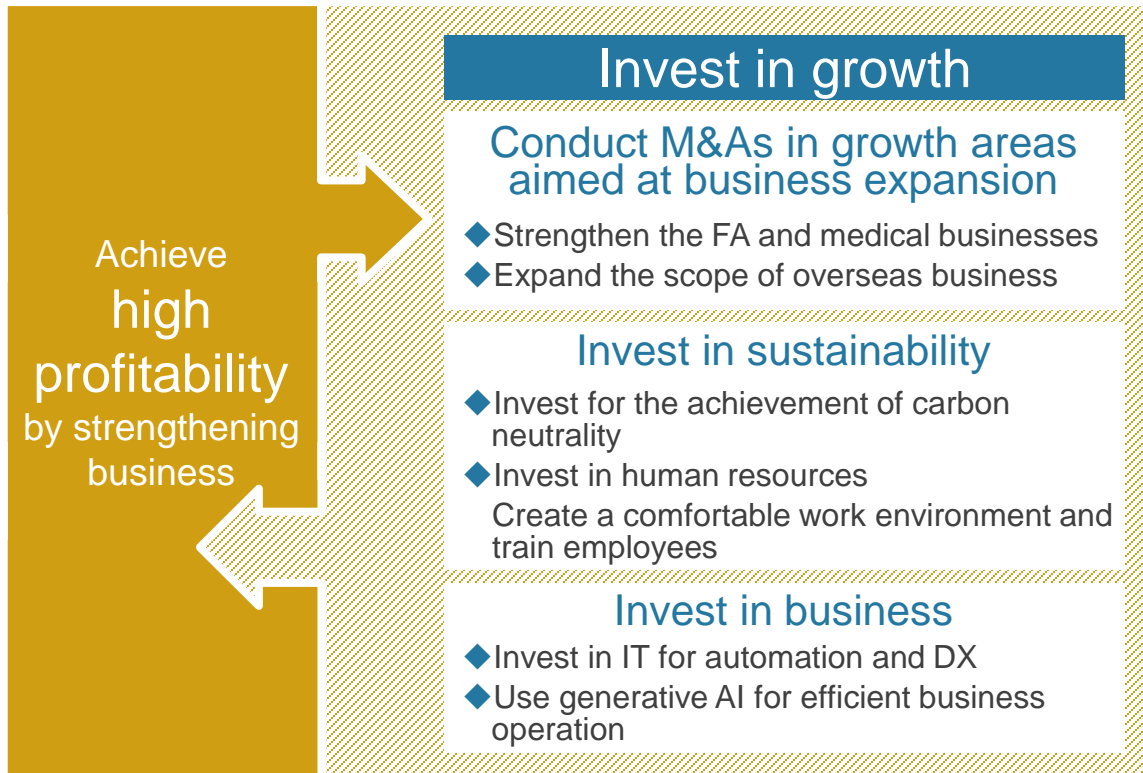 Achieve
high
profitability
by strengthening
business
Invest in growth
Conduct M&As in growth areas
aimed at business expansion
◆Strengthen the FA and medical businesses
◆Expand the scope of overseas business
Invest in sustainability
◆Invest for the achievement of carbon
neutrality
◆Invest in human resources
Create a comfortable work environment and
train employees
Invest in business
◆Invest in IT for automation and DX
◆Use generative AI for efficient business
operation